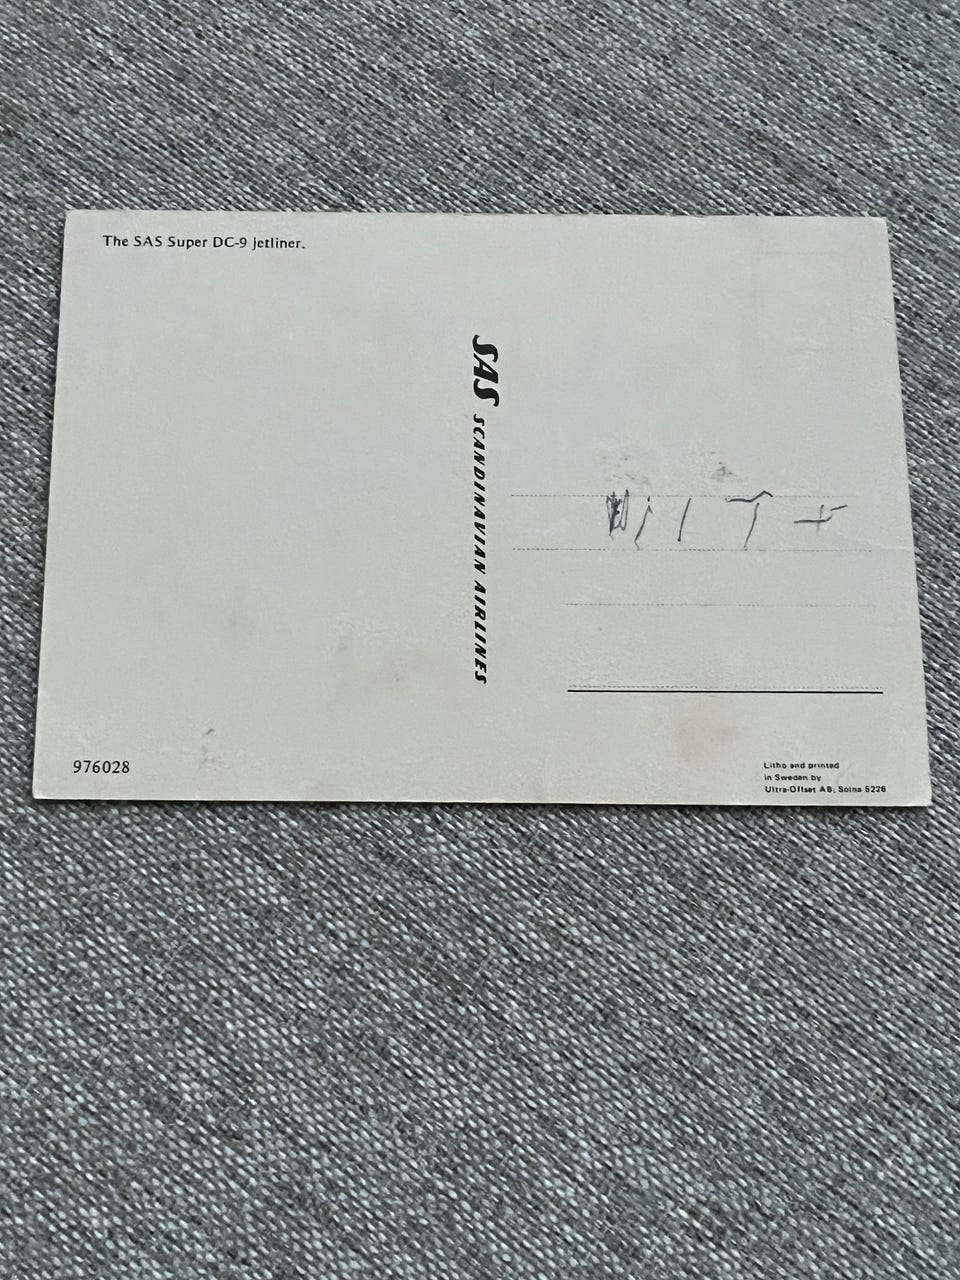 The SAS Super DC-9 jetliner.
SAS SCANDINAVIAN AIRLINES
976028
Litho and printed
in Sweden by
Ultra-Offset AB, Solna 5228